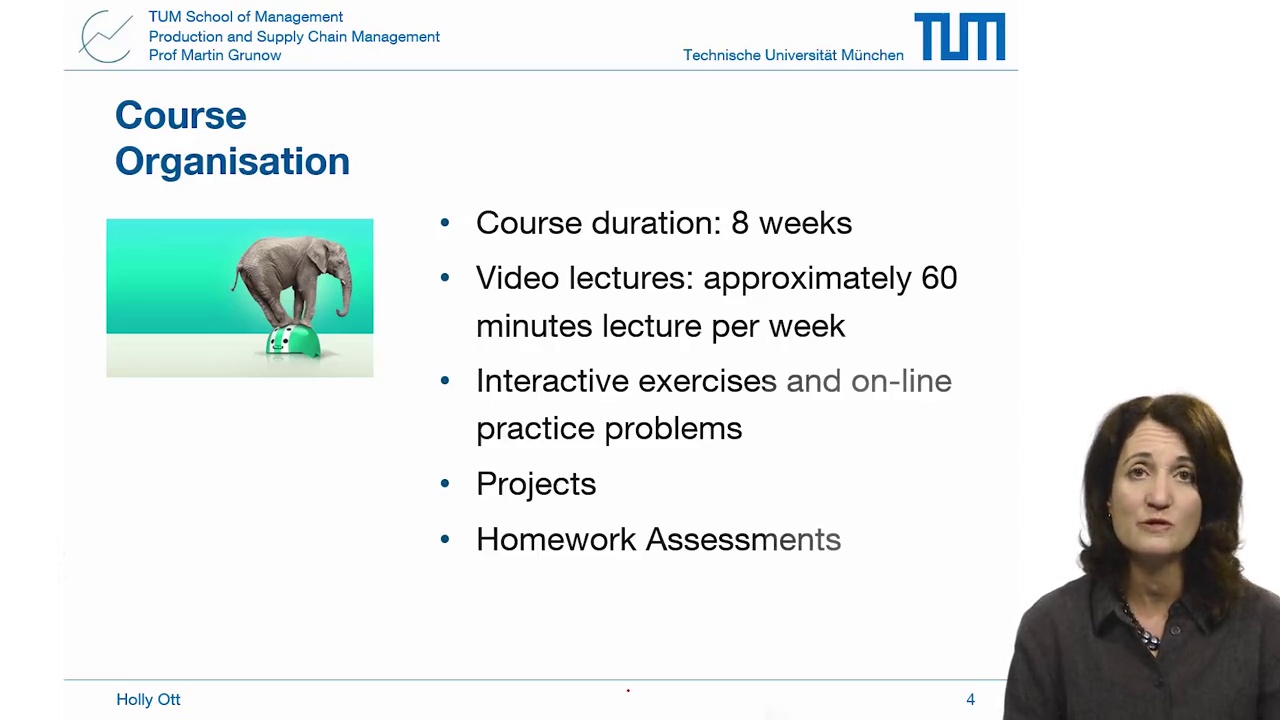 TUM School of Management
Production and Supply Chain Management
Prof Martin Grunow
Technische Universität München
TUM
Course
Organisation
• Course duration: 8 weeks
• Video lectures: approximately 60
minutes lecture per week
• Interactive exercises and on-line
practice problems
• Projects
• Homework Assessments
Holly Ott
4